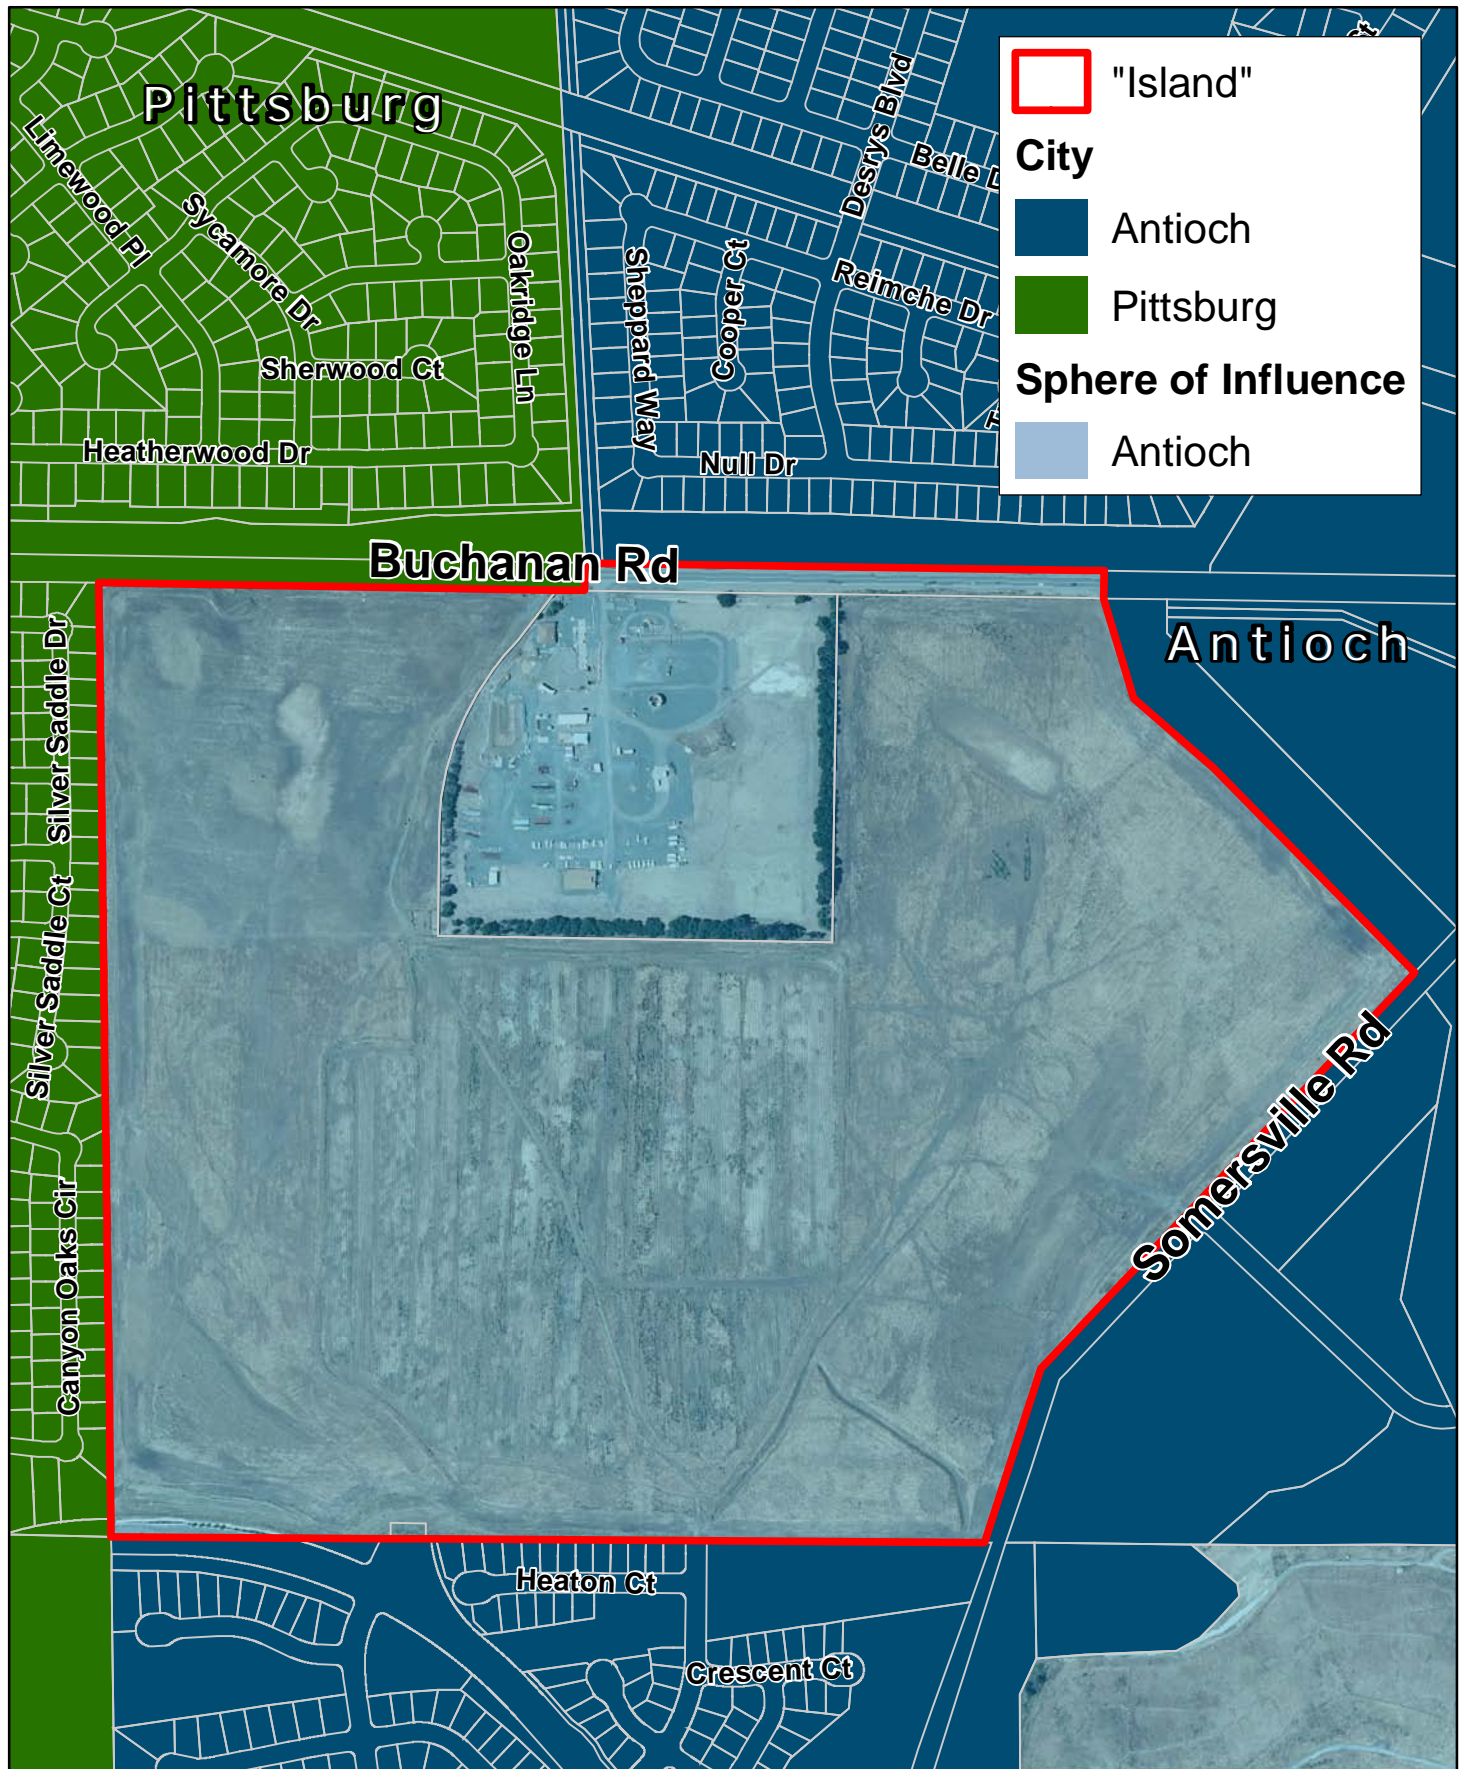 Pittsburg
Limewood Pl
Sycamore Dr
Oakridge Ln
Sherwood Ct
Heatherwood Dr
Desrys Blvd
Belle D
Ct
Sheppard Way
Cooper Ct
Reimche Dr
Null Dr
"Island"
City
Antioch
Pittsburg
Sphere of Influence
Antioch
Buchanan Rd
Antioch
Silver Saddle Dr
Silver Saddle Ct
Canyon Oaks Cir
Somersville Rd
Heaton Ct
Crescent Ct